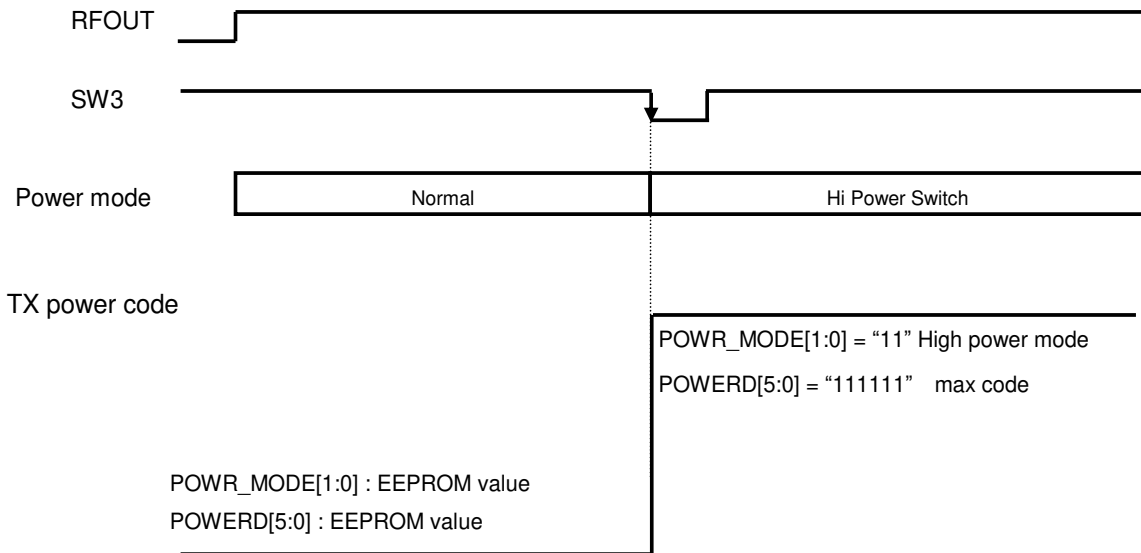 RFOUT
SW3
Power mode
Normal
Hi Power Switch
TX power code
POWR_MODE[1:0] = “11” High power mode
POWERD[5:0] = “111111” max code
POWR_MODE[1:0] : EEPROM value
POWERD[5:0] : EEPROM value